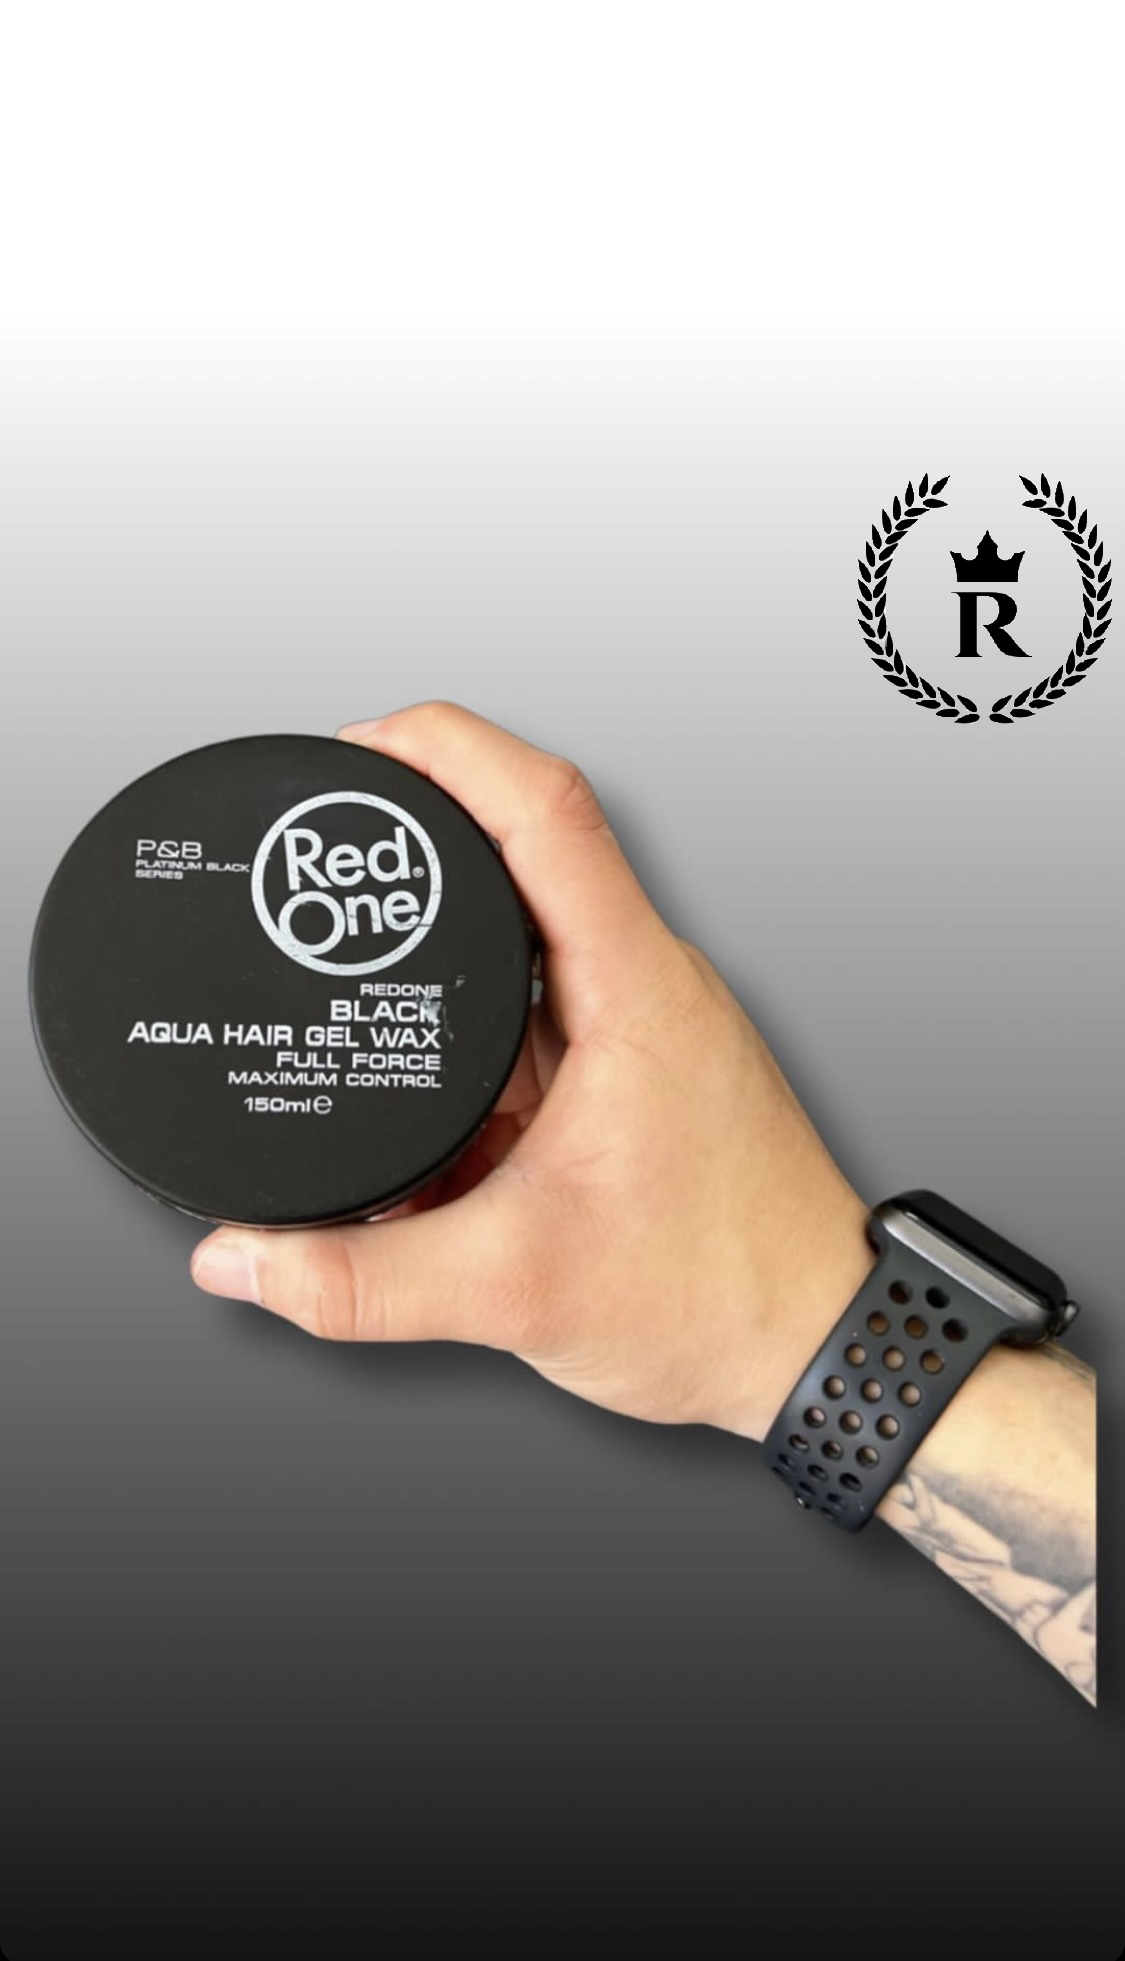 R
P&B
PLATINUM BLACK
SERIES
Red®
One
REDONE
BLACK
AQUA HAIR GEL WAX
FULL FORCE
MAXIMUM CONTROL
150ml℮